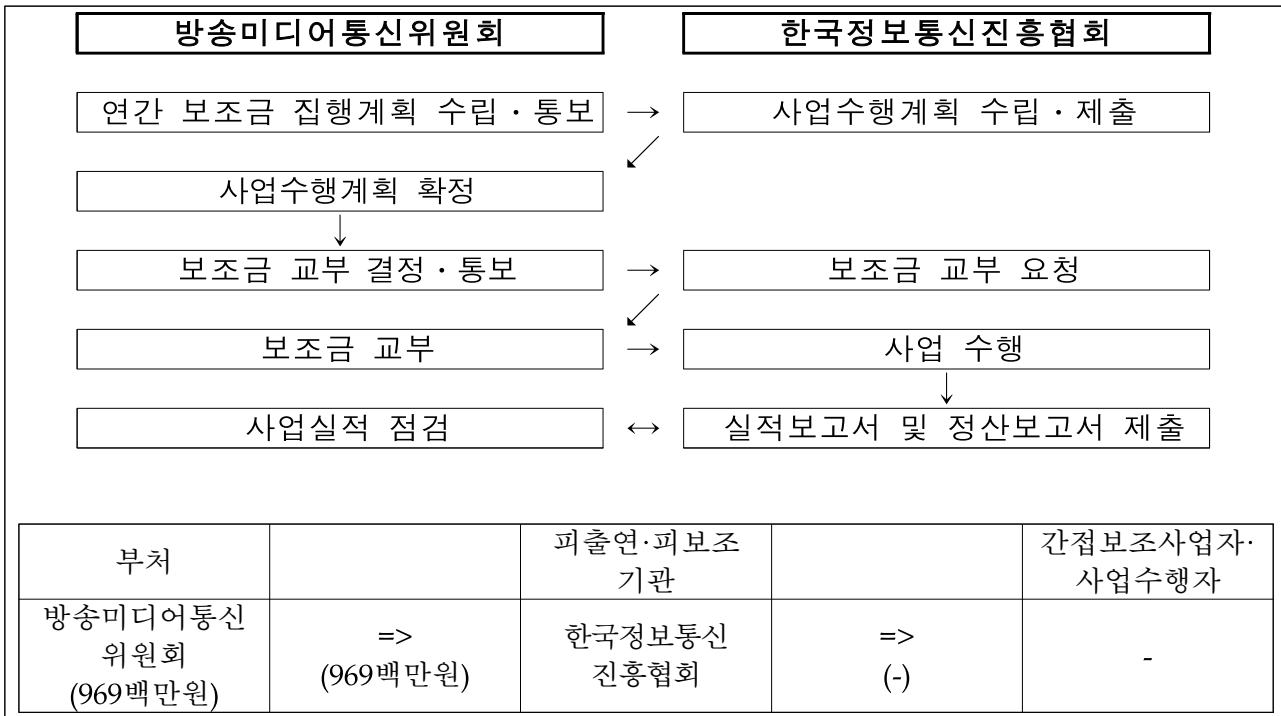 방송미디어통신위원회 한국정보통신진흥협회
연간 보조금 집행계획 수립·통보 → 사업수행계획 수립·제출
↙
사업수행계획 확정
↓
보조금 교부 결정·통보 → 보조금 교부 요청
↙
보조금 교부 → 사업 수행
↓
사업실적 점검 ↔ 실적보고서 및 정산보고서 제출
부처
피출연·피보조
기관
간접보조사업자·
사업수행자
방송미디어통신
위원회
(969백만원)
=>
(969백만원)
한국정보통신
진흥협회
=>
(-)
-